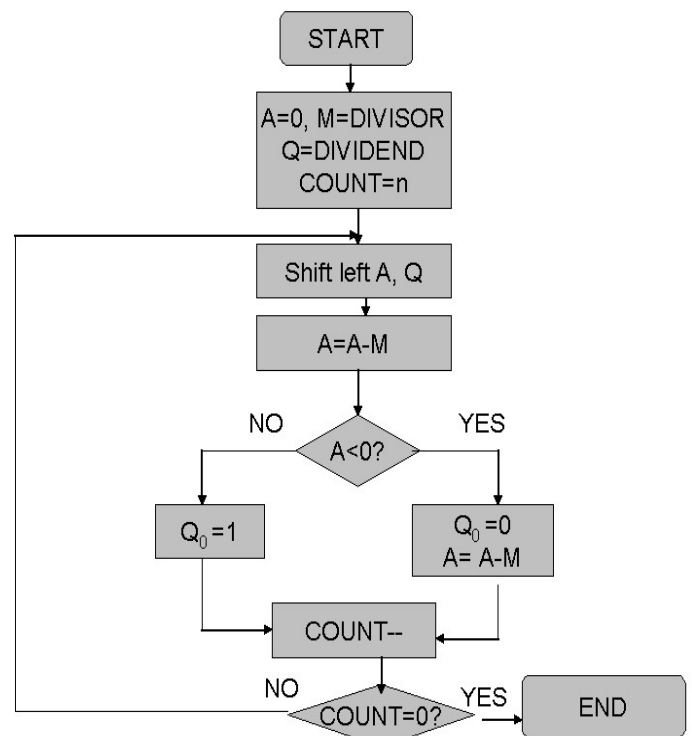 START
A=0, M=DIVISOR
Q=DIVIDEND
COUNT=n
Shift left A, Q
A=A-M
NO
YES
A<0?
Q₀ =1
Q₀ =0
A= A-M
COUNT--
NO
YES
COUNT=0?
END